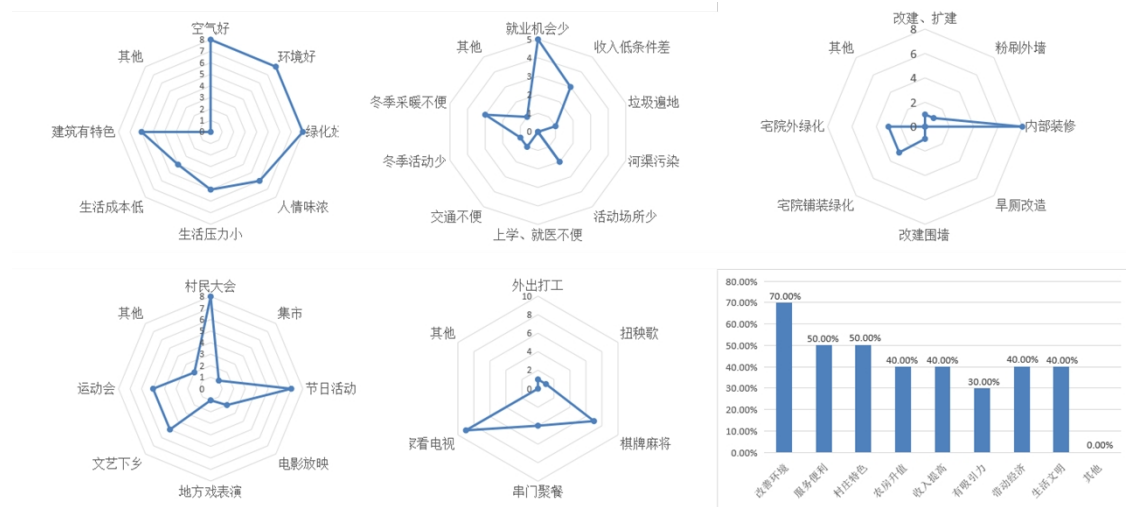 空气好
8
7
6
5
4
3
2
1
0
环境好
绿化好
人情味浓
生活压力小
生活成本低
建筑有特色
其他
就业机会少
5
4
3
2
1
0
收入低条件差
垃圾遍地
河渠污染
活动场所少
上学、就医不便
交通不便
冬季活动少
冬季采暖不便
其他
改建、扩建
8
6
4
2
0
粉刷外墙
内部装修
旱厕改造
改建围墙
宅院铺装绿化
宅院外绿化
其他
村民大会
8
7
6
5
4
3
2
1
0
集市
节日活动
电影放映
地方戏表演
文艺下乡
运动会
其他
外出打工
10
8
6
4
2
0
扭秧歌
棋牌麻将
串门聚餐
家看电视
其他
80.00%
70.00%
60.00%
50.00%
40.00%
30.00%
20.00%
10.00%
0.00%
70.00%
50.00%
50.00%
40.00%
40.00%
30.00%
40.00%
40.00%
0.00%
改善环境
服务便利
村庄特色
农房升值
收入提高
有吸引力
带动经济
生活文明
其他